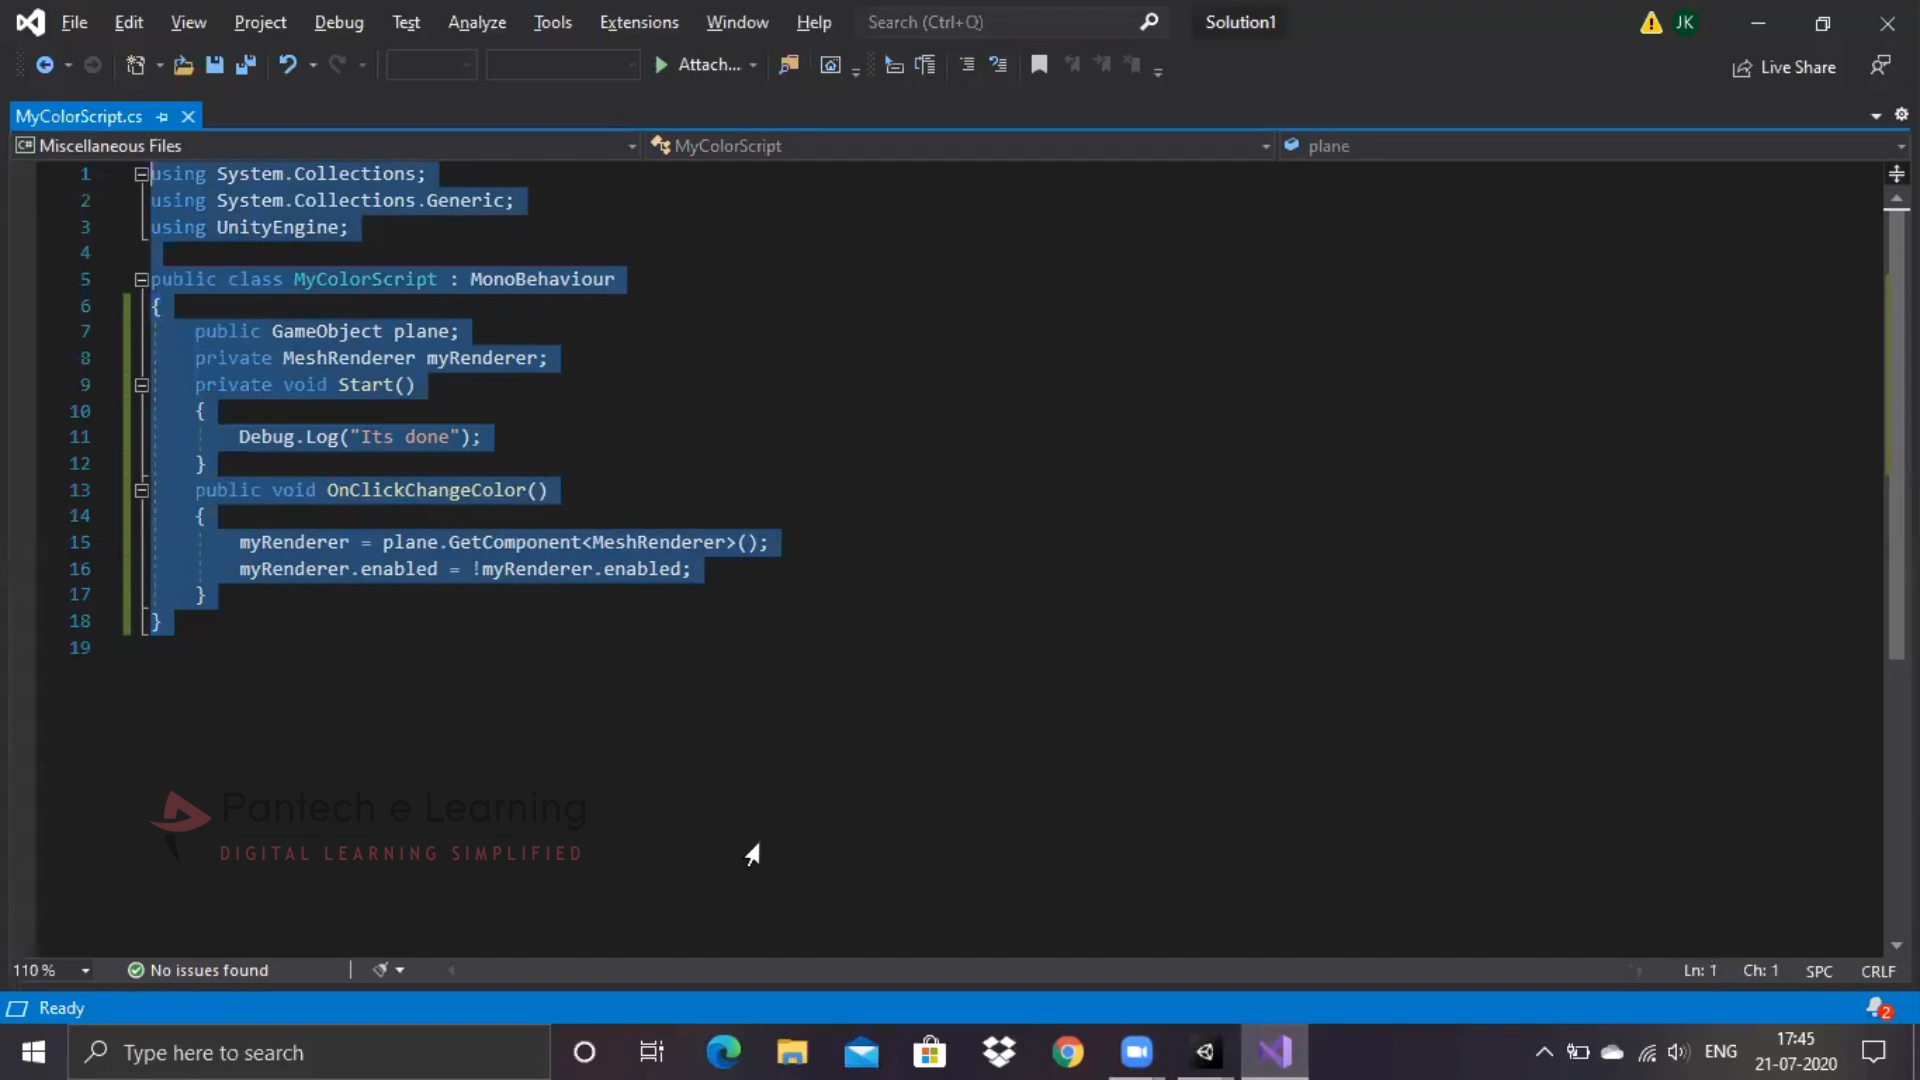 File Edit View Project Debug Test Analyze Tools Extensions Window Help Search (Ctrl+Q) Solution1 JK
Attach... Live Share
MyColorScript.cs
C# Miscellaneous Files MyColorScript plane
1 using System.Collections;
2 using System.Collections.Generic;
3 using UnityEngine;
4
5 public class MyColorScript : MonoBehaviour
6 {
7 public GameObject plane;
8 private MeshRenderer myRenderer;
9 private void Start()
10 {
11 Debug.Log("Its done");
12 }
13 public void OnClickChangeColor()
14 {
15 myRenderer = plane.GetComponent<MeshRenderer>();
16 myRenderer.enabled = !myRenderer.enabled;
17 }
18 }
19
Pantech e Learning
DIGITAL LEARNING SIMPLIFIED
110 % No issues found Ln: 1 Ch: 1 SPC CRLF
Ready 2
Type here to search ENG 17:45
21-07-2020